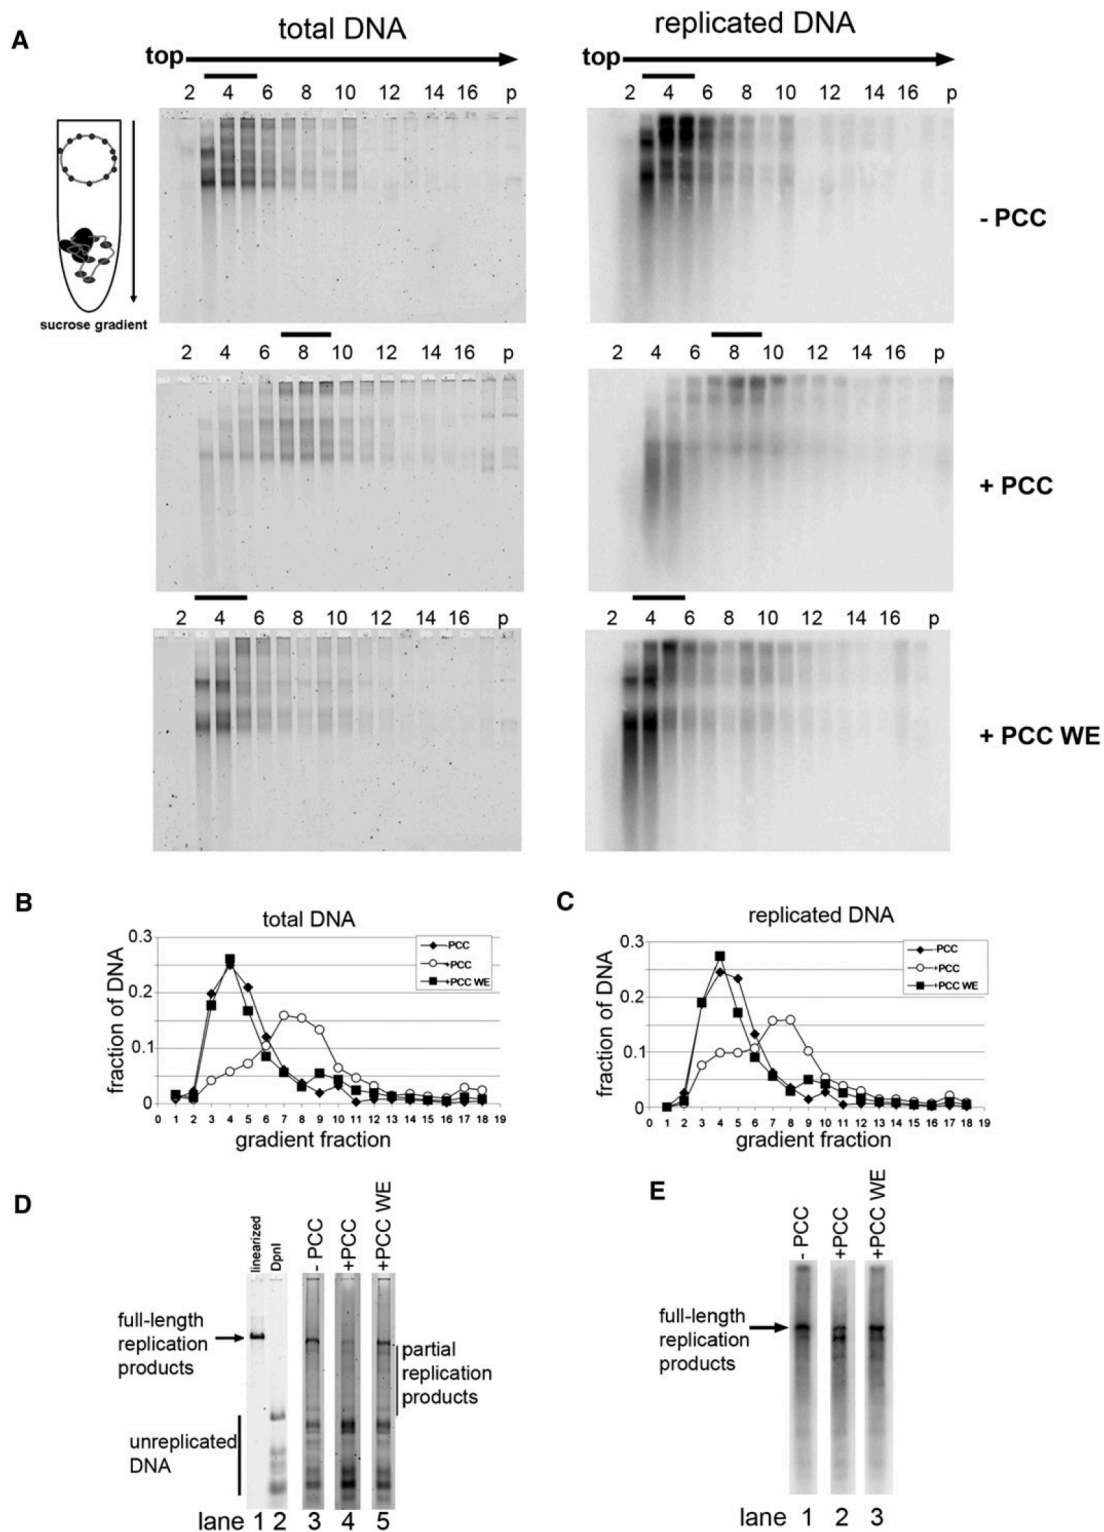 A
total DNA
replicated DNA
top
top
2 4 6 8 10 12 14 16 p
2 4 6 8 10 12 14 16 p
- PCC
sucrose gradient
2 4 6 8 10 12 14 16 p
2 4 6 8 10 12 14 16 p
+ PCC
2 4 6 8 10 12 14 16 p
2 4 6 8 10 12 14 16 p
+ PCC WE
B
total DNA
fraction of DNA
0.3
0.2
0.1
0
-PCC
+PCC
+PCC WE
0 1 2 3 4 5 6 7 8 9 10 11 12 13 14 15 16 17 18 19
gradient fraction
C
replicated DNA
fraction of DNA
0.3
0.2
0.1
0
-PCC
+PCC
+PCC WE
0 1 2 3 4 5 6 7 8 9 10 11 12 13 14 15 16 17 18 19
gradient fraction
D
linearized
DpnI
- PCC
+PCC
+PCC WE
full-length
replication
products
partial
replication
products
unreplicated
DNA
lane 1 2 3 4 5
E
- PCC
+PCC
+PCC WE
full-length
replication
products
lane 1 2 3